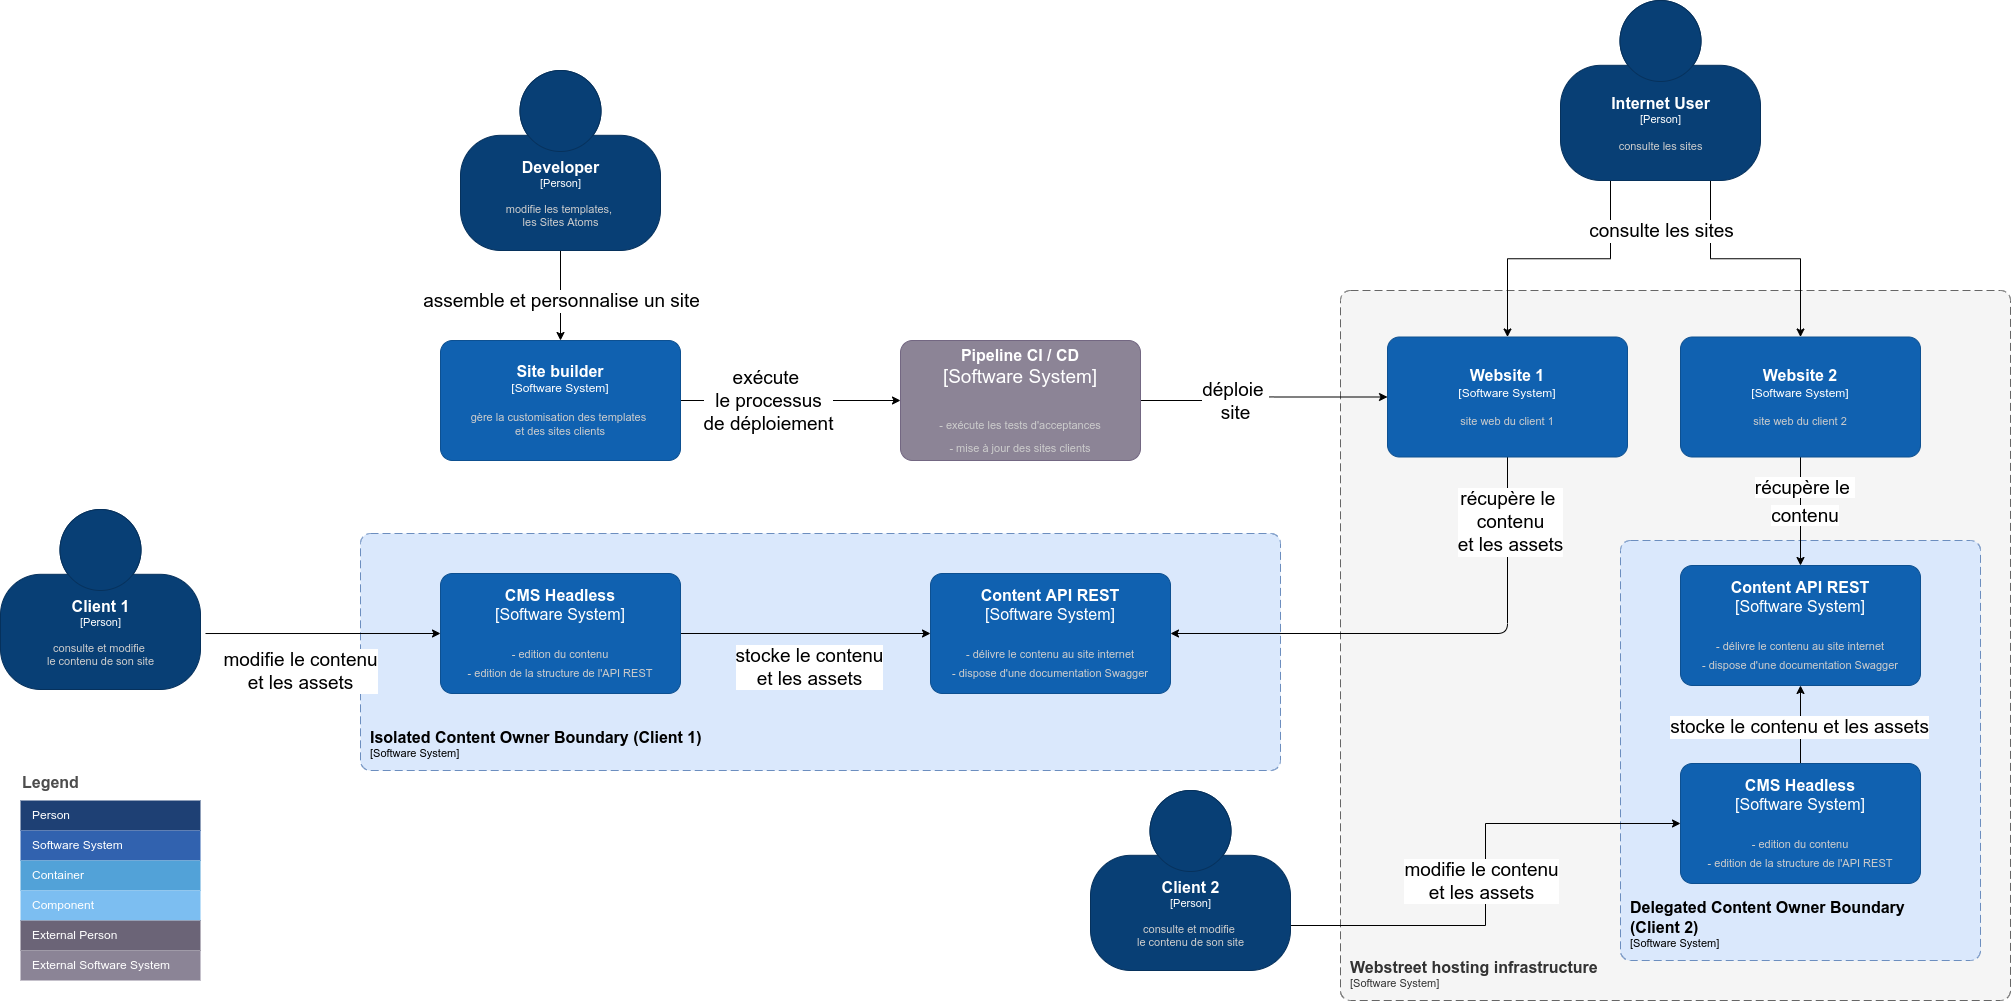 Internet User
[Person]
consulte les sites
Developer
[Person]
modifie les templates,
les Sites Atoms
consulte les sites
assemble et personnalise un site
Site builder
[Software System]
gère la customisation des templates
et des sites clients
exécute
le processus
de déploiement
Pipeline CI / CD
[Software System]
- exécute les tests d'acceptances
- mise à jour des sites clients
déploie
site
Website 1
[Software System]
site web du client 1
Website 2
[Software System]
site web du client 2
récupère le
contenu
et les assets
récupère le
contenu
Client 1
[Person]
consulte et modifie
le contenu de son site
modifie le contenu
et les assets
CMS Headless
[Software System]
- edition du contenu
- edition de la structure de l'API REST
stocke le contenu
et les assets
Content API REST
[Software System]
- délivre le contenu au site internet
- dispose d'une documentation Swagger
Isolated Content Owner Boundary (Client 1)
[Software System]
Content API REST
[Software System]
- délivre le contenu au site internet
- dispose d'une documentation Swagger
stocke le contenu et les assets
CMS Headless
[Software System]
- edition du contenu
- edition de la structure de l'API REST
Delegated Content Owner Boundary
(Client 2)
[Software System]
modifie le contenu
et les assets
Client 2
[Person]
consulte et modifie
le contenu de son site
Webstreet hosting infrastructure
[Software System]
Legend
Person
Software System
Container
Component
External Person
External Software System